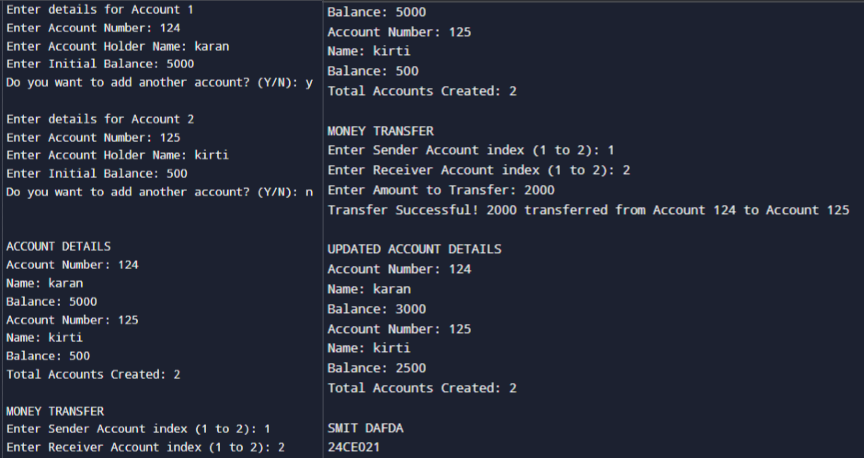 Enter details for Account 1
Enter Account Number: 124
Enter Account Holder Name: karan
Enter Initial Balance: 5000
Do you want to add another account? (Y/N): y
Enter details for Account 2
Enter Account Number: 125
Enter Account Holder Name: kirti
Enter Initial Balance: 500
Do you want to add another account? (Y/N): n
ACCOUNT DETAILS
Account Number: 124
Name: karan
Balance: 5000
Account Number: 125
Name: kirti
Balance: 500
Total Accounts Created: 2
MONEY TRANSFER
Enter Sender Account index (1 to 2): 1
Enter Receiver Account index (1 to 2): 2
Balance: 5000
Account Number: 125
Name: kirti
Balance: 500
Total Accounts Created: 2
MONEY TRANSFER
Enter Sender Account index (1 to 2): 1
Enter Receiver Account index (1 to 2): 2
Enter Amount to Transfer: 2000
Transfer Successful! 2000 transferred from Account 124 to Account 125
UPDATED ACCOUNT DETAILS
Account Number: 124
Name: karan
Balance: 3000
Account Number: 125
Name: kirti
Balance: 2500
Total Accounts Created: 2
SMIT DAFDA
24CE021